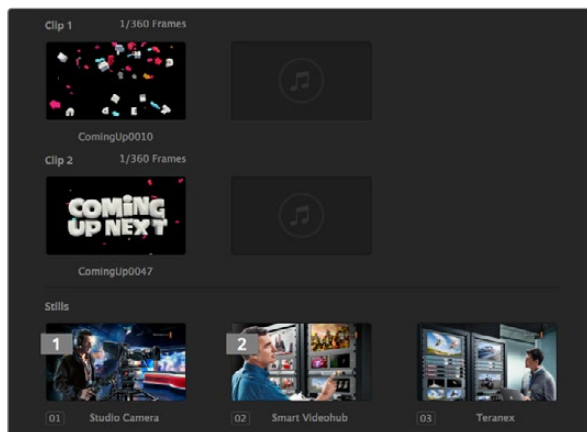 Clip 1 1/360 Frames
ComingUp0010
Clip 2 1/360 Frames
COMING
UP NEXT
ComingUp0047
Stills
1 2
01 Studio Camera 02 Smart Videohub 03 Teranex